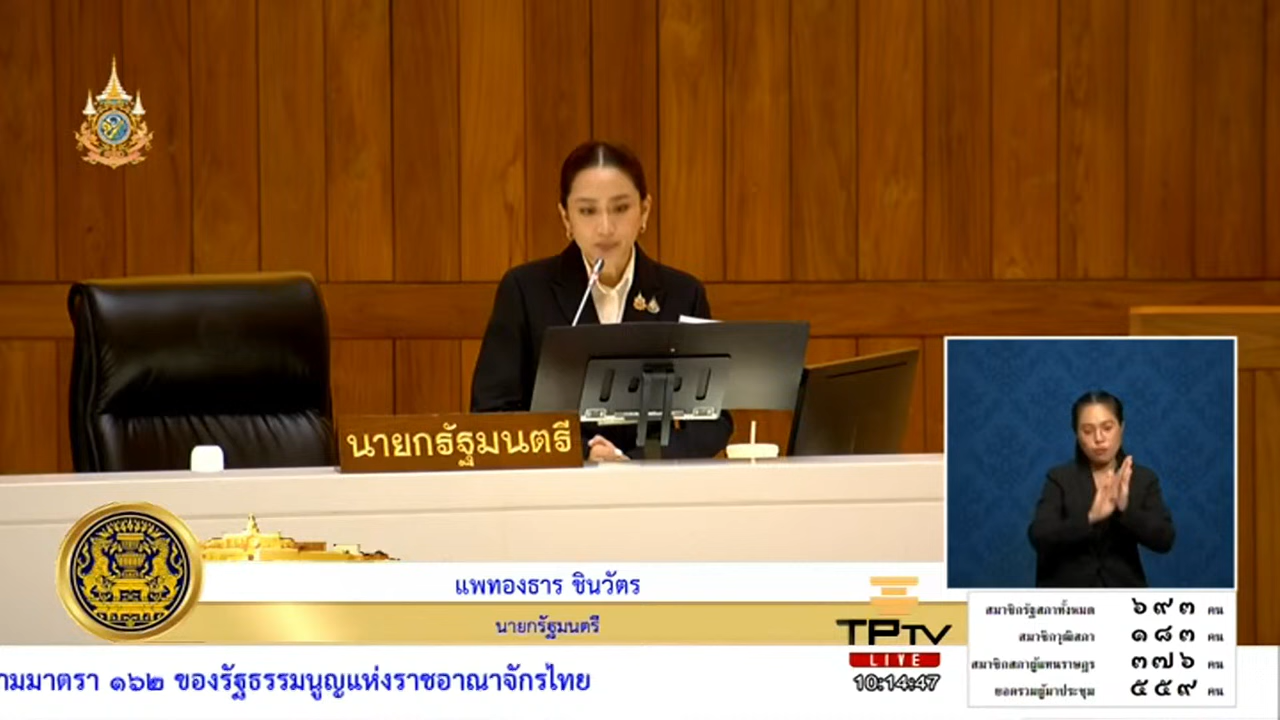 นายกรัฐมนตรี
แพทองธาร ชินวัตร
นายกรัฐมนตรี
TPTV
LIVE
10:14:47
ามมาตรา ๑๖๒ ของรัฐธรรมนูญแห่งราชอาณาจักรไทย
สมาชิกรัฐสภาทั้งหมด ๖๙๓ คน
สมาชิกวุฒิสภา ๑๘๓ คน
สมาชิกสภาผู้แทนราษฎร ๓๗๖ คน
ยอดรวมผู้มาประชุม ๕๕๙ คน